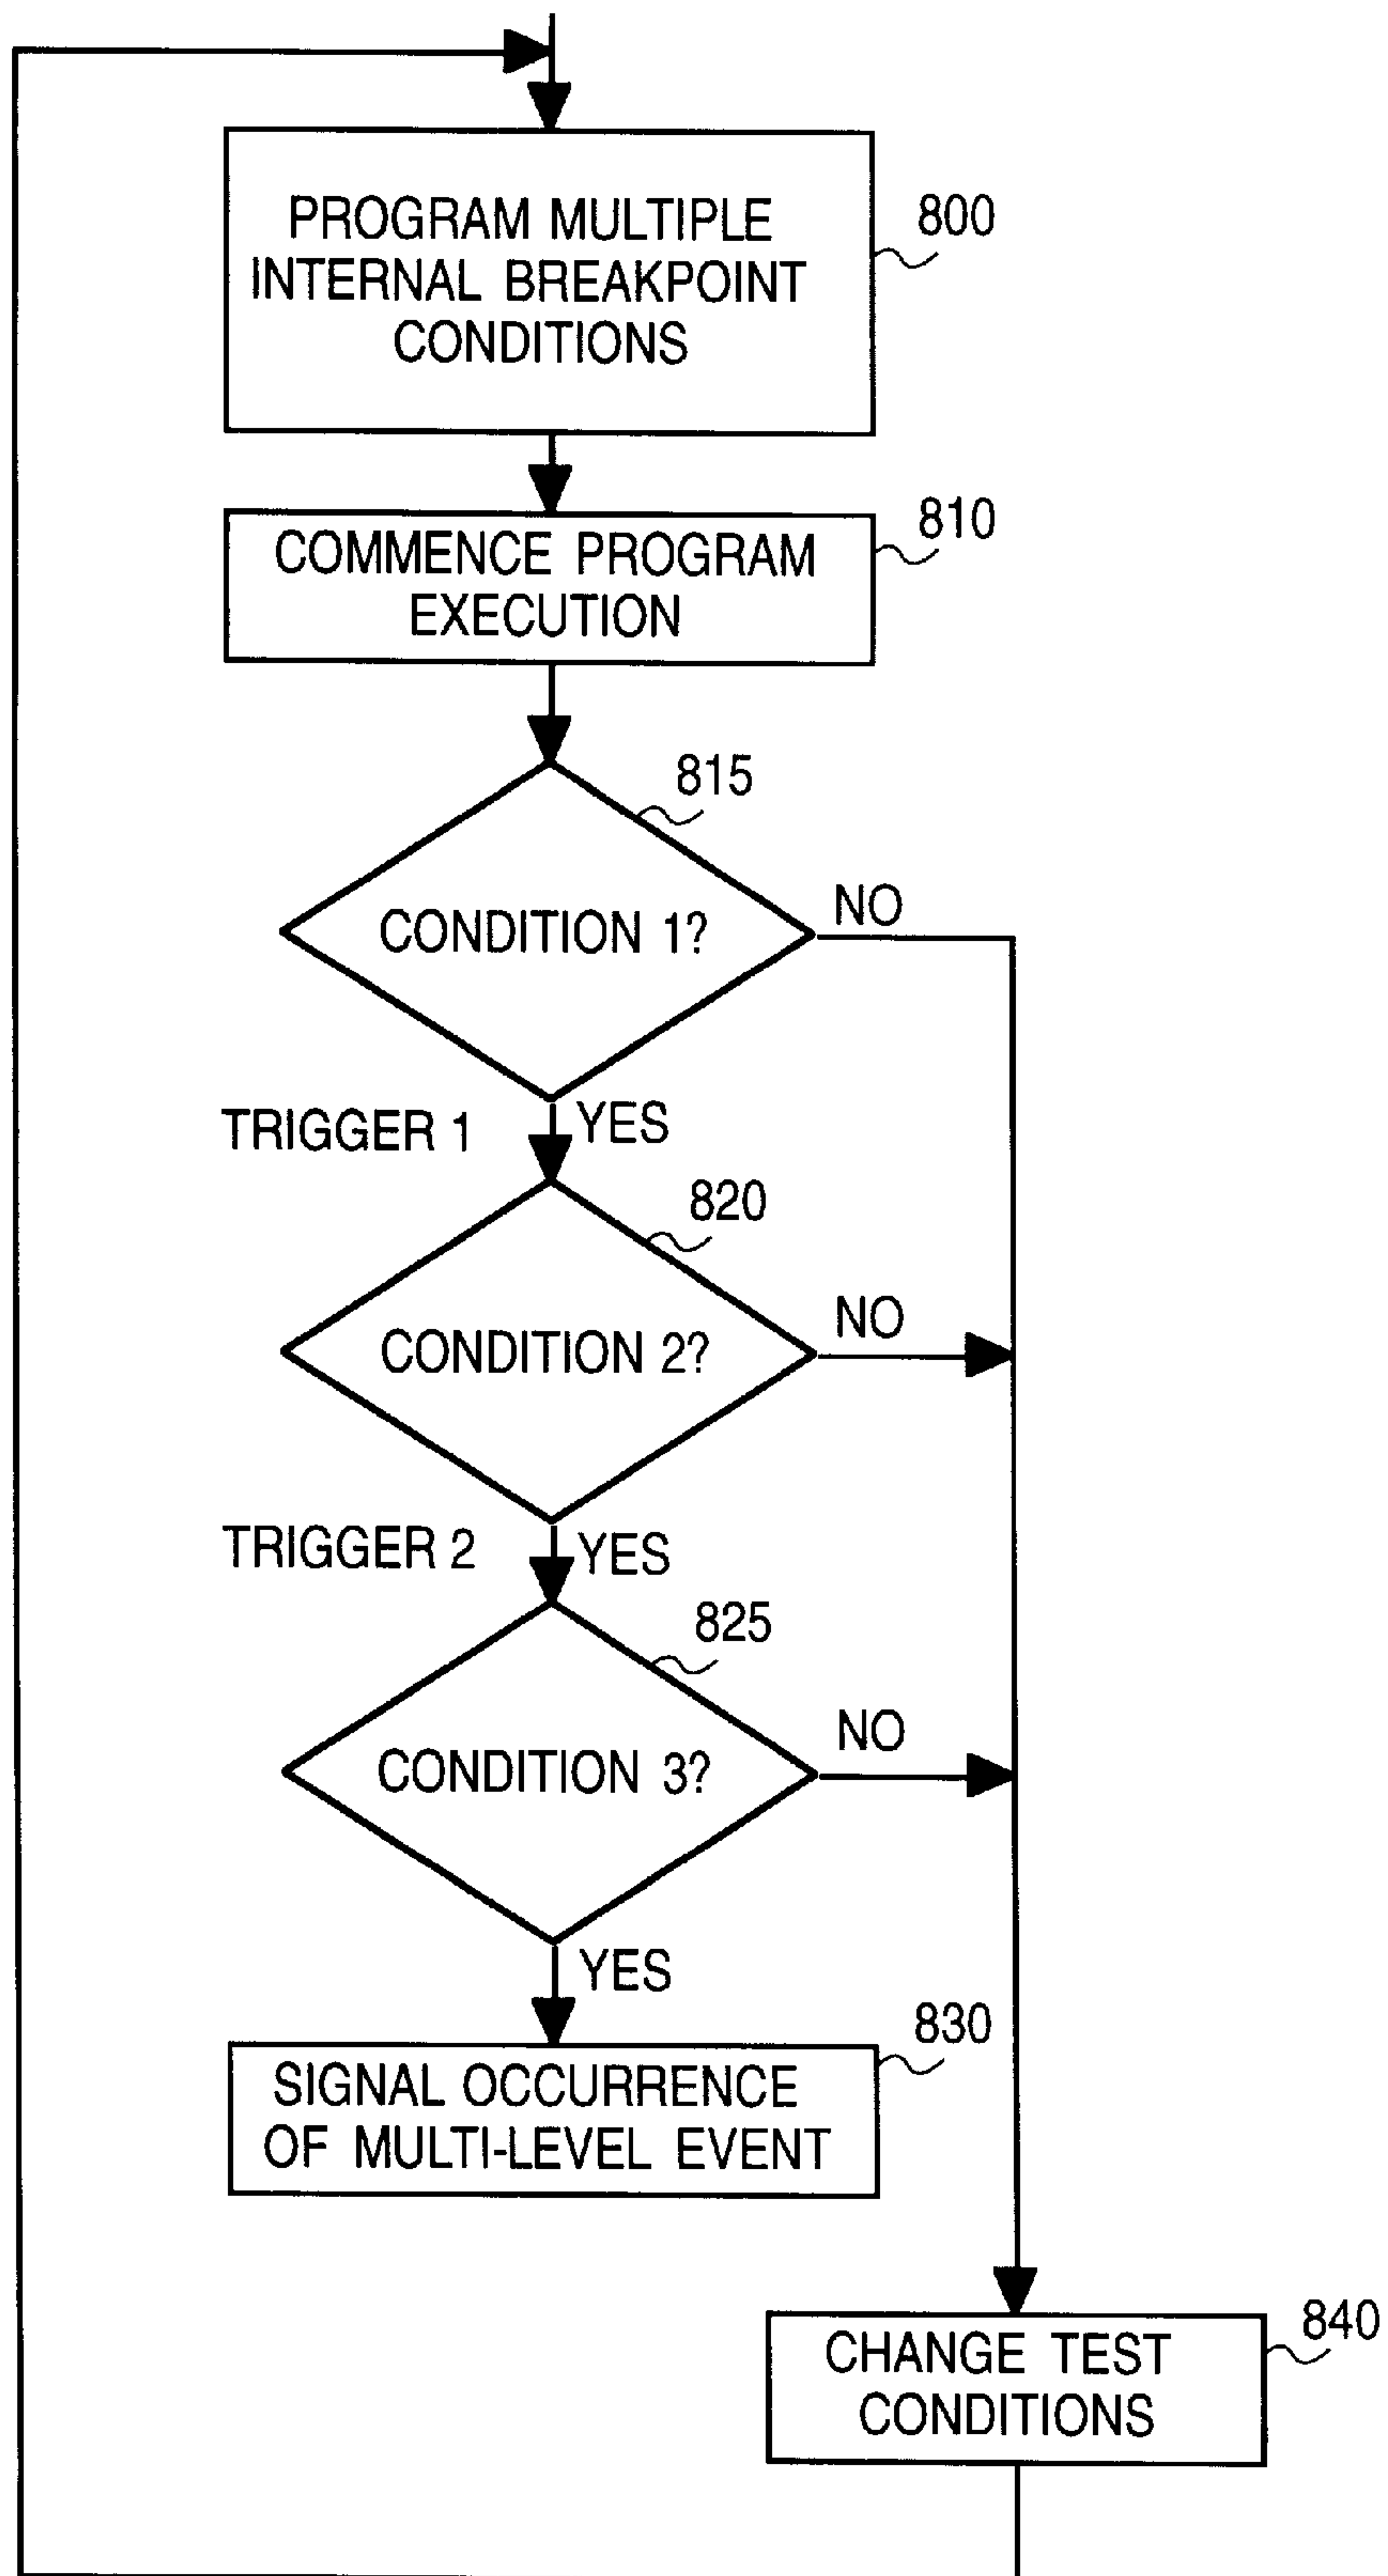 PROGRAM MULTIPLE
INTERNAL BREAKPOINT
CONDITIONS
800
COMMENCE PROGRAM
EXECUTION
810
815
CONDITION 1?
NO
TRIGGER 1
YES
820
CONDITION 2?
NO
TRIGGER 2
YES
825
CONDITION 3?
NO
YES
830
SIGNAL OCCURRENCE
OF MULTI-LEVEL EVENT
840
CHANGE TEST
CONDITIONS